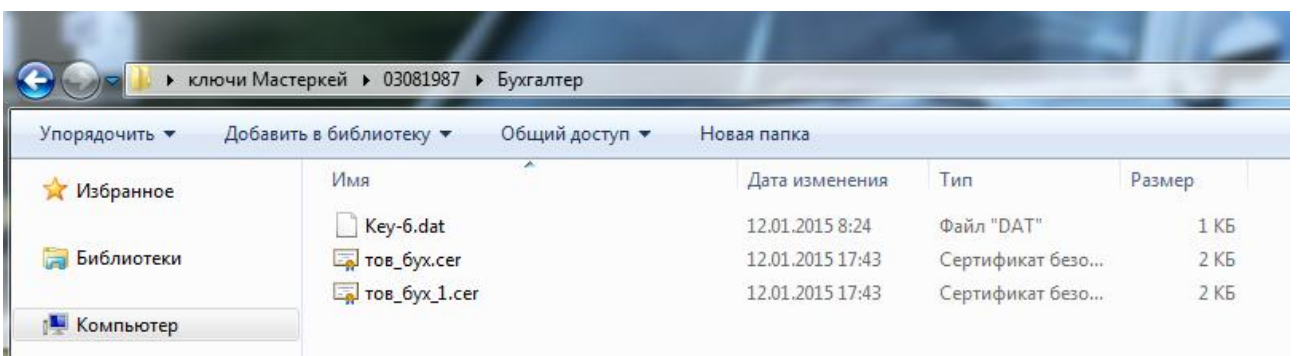 ключи Мастеркей 03081987 Бухгалтер
Упорядочить Добавить в библиотеку Общий доступ Новая папка
Имя Дата изменения Тип Размер
Избранное
Key-6.dat 12.01.2015 8:24 Файл "DAT" 1 КБ
Библиотеки тов_бух.cer 12.01.2015 17:43 Сертификат безо... 2 КБ
тов_бух_1.cer 12.01.2015 17:43 Сертификат безо... 2 КБ
Компьютер